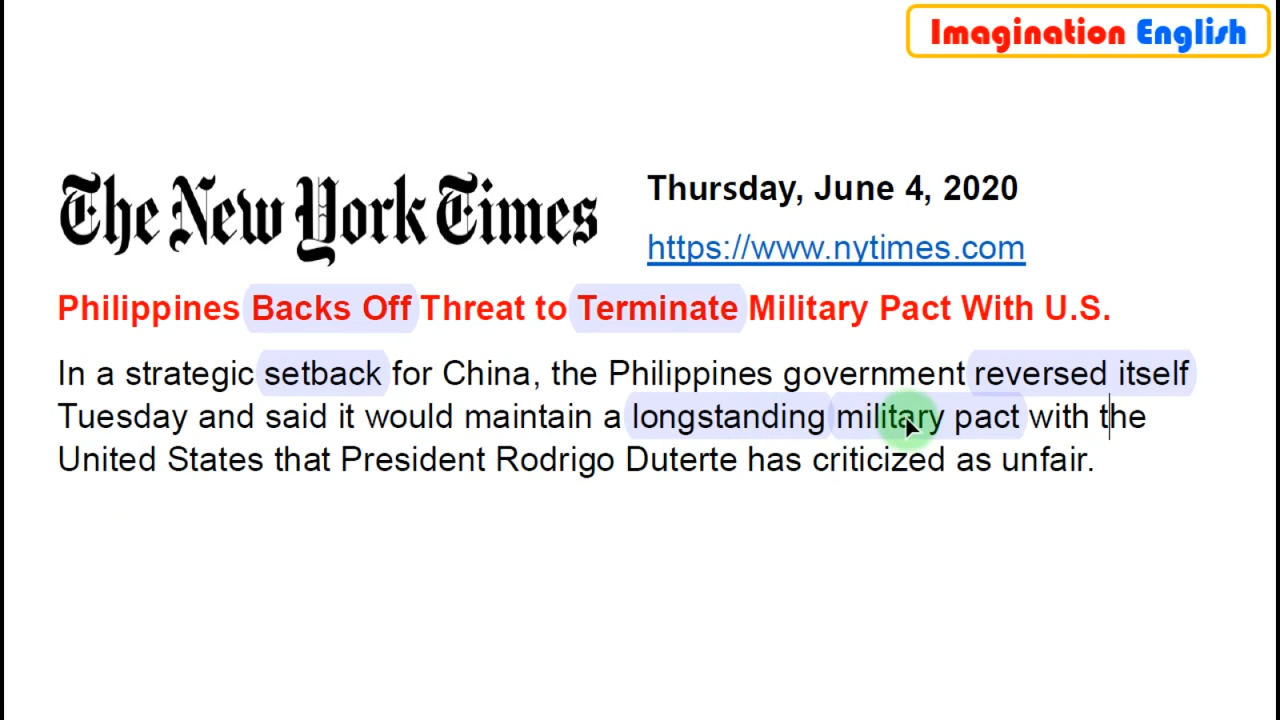 Imagination English
The New York Times
Thursday, June 4, 2020
https://www.nytimes.com
Philippines Backs Off Threat to Terminate Military Pact With U.S.
In a strategic setback for China, the Philippines government reversed itself
Tuesday and said it would maintain a longstanding military pact with the
United States that President Rodrigo Duterte has criticized as unfair.